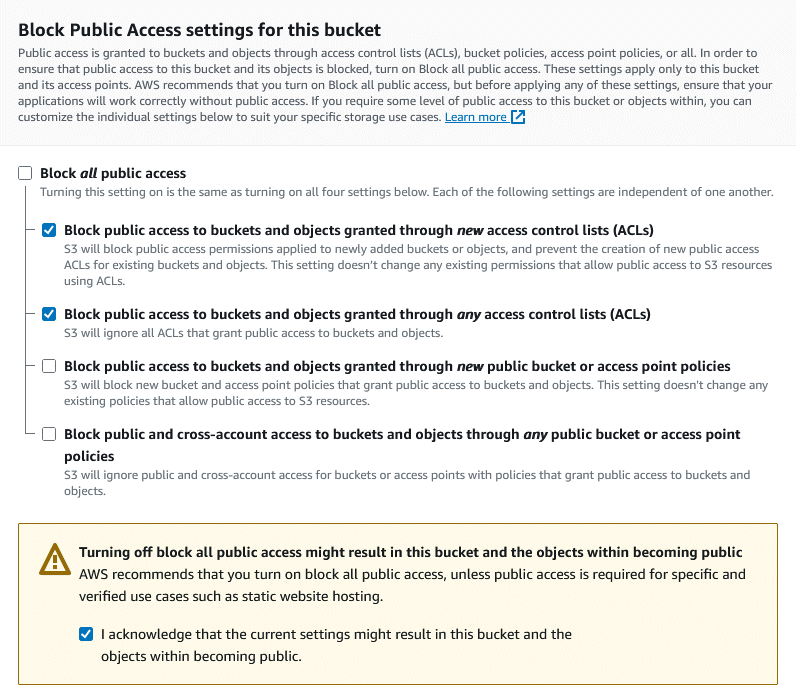 Block Public Access settings for this bucket
Public access is granted to buckets and objects through access control lists (ACLs), bucket policies, access point policies, or all. In order to
ensure that public access to this bucket and its objects is blocked, turn on Block all public access. These settings apply only to this bucket
and its access points. AWS recommends that you turn on Block all public access, but before applying any of these settings, ensure that your
applications will work correctly without public access. If you require some level of public access to this bucket or objects within, you can
customize the individual settings below to suit your specific storage use cases. Learn more
Block all public access
Turning this setting on is the same as turning on all four settings below. Each of the following settings are independent of one another.
Block public access to buckets and objects granted through new access control lists (ACLs)
S3 will block public access permissions applied to newly added buckets or objects, and prevent the creation of new public access
ACLs for existing buckets and objects. This setting doesn't change any existing permissions that allow public access to S3 resources
using ACLs.
Block public access to buckets and objects granted through any access control lists (ACLs)
S3 will ignore all ACLs that grant public access to buckets and objects.
Block public access to buckets and objects granted through new public bucket or access point policies
S3 will block new bucket and access point policies that grant public access to buckets and objects. This setting doesn't change any
existing policies that allow public access to S3 resources.
Block public and cross-account access to buckets and objects through any public bucket or access point
policies
S3 will ignore public and cross-account access for buckets or access points with policies that grant public access to buckets and
objects.
Turning off block all public access might result in this bucket and the objects within becoming public
AWS recommends that you turn on block all public access, unless public access is required for specific and
verified use cases such as static website hosting.
I acknowledge that the current settings might result in this bucket and the
objects within becoming public.